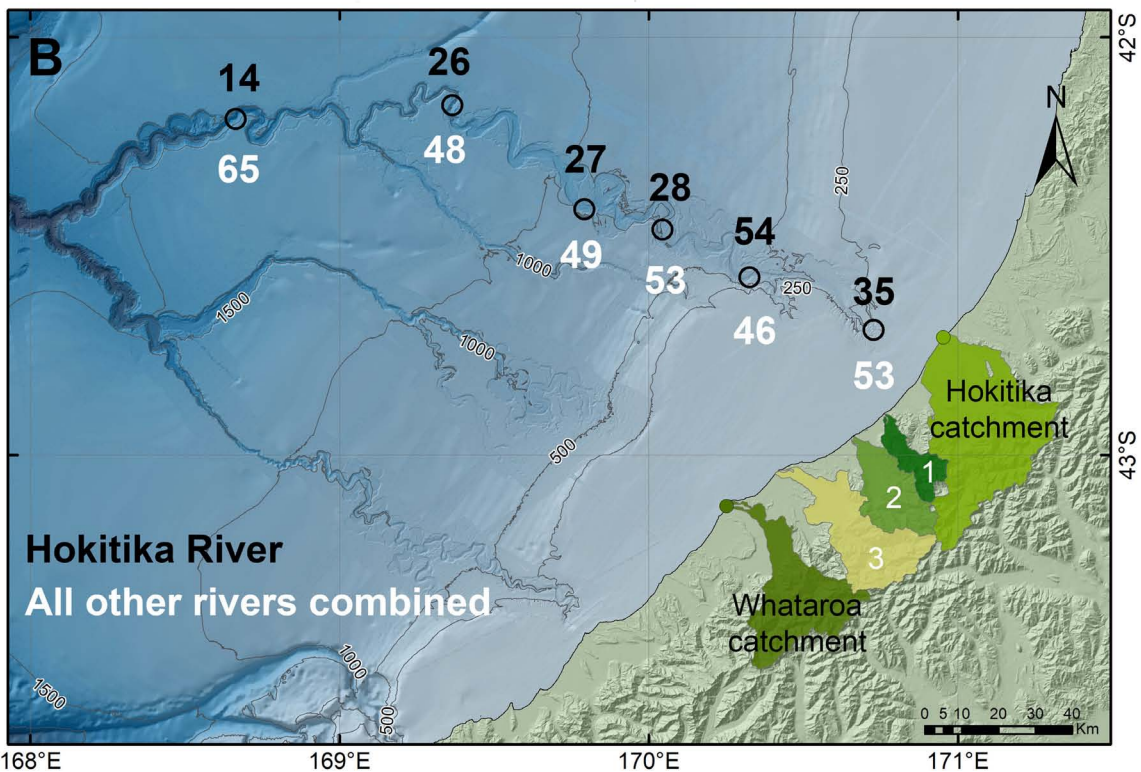 B
42°S
14
26
N
65
48
27
28
250
49
53
54
1000
46
250
35
1500
1000
53
Hokitika
catchment
500
43°S
1
2
3
Hokitika River
All other rivers combined
Whataroa
catchment
1000
1500
500
0 5 10 20 30 40
Km
168°E
169°E
170°E
171°E